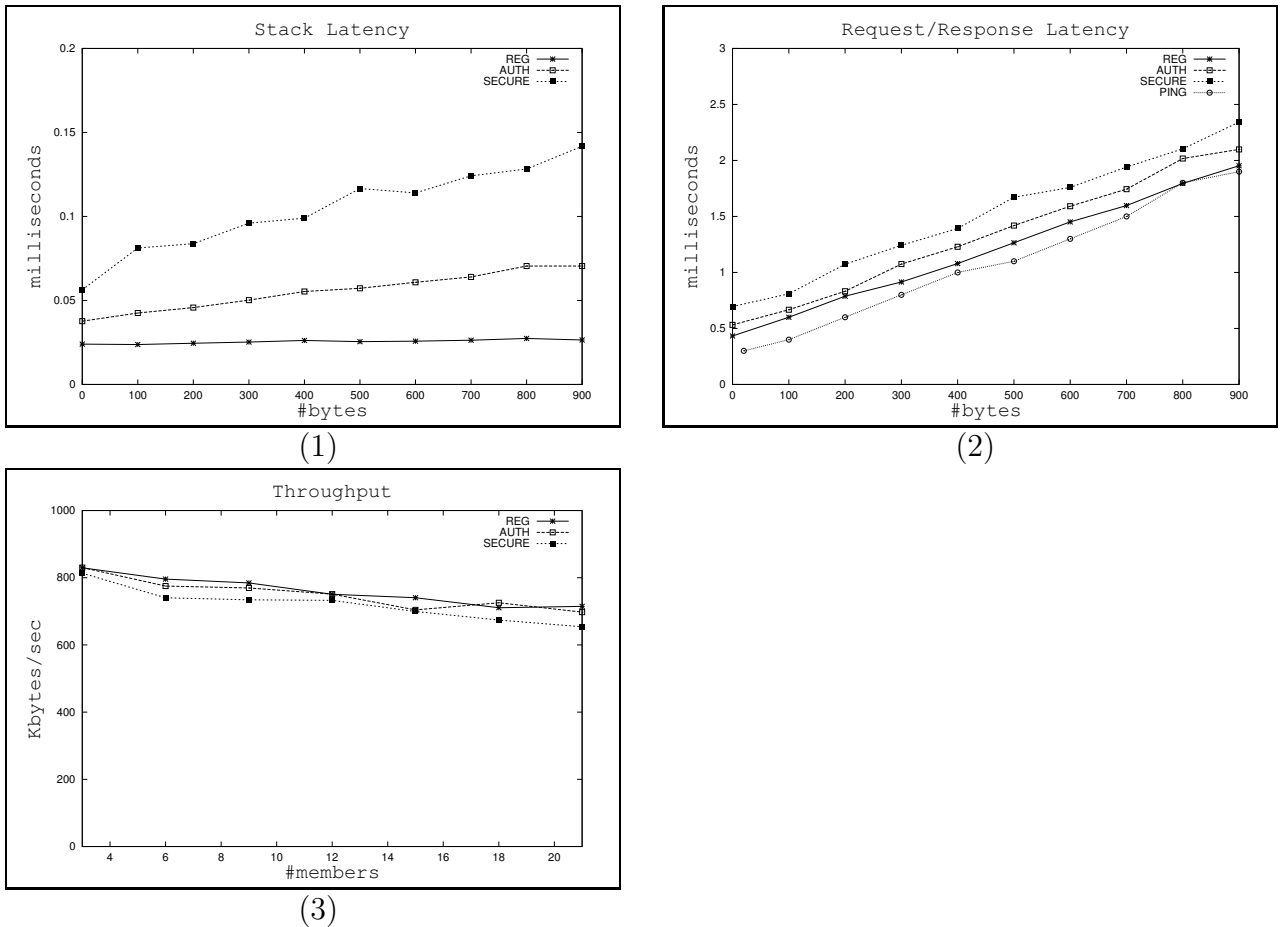 Stack Latency
0.2
0.15
0.1
0.05
0
milliseconds
REG
AUTH
SECURE
0 100 200 300 400 500 600 700 800 900
#bytes
(1)
Request/Response Latency
3
2.5
2
1.5
1
0.5
0
milliseconds
REG
AUTH
SECURE
PING
0 100 200 300 400 500 600 700 800 900
#bytes
(2)
Throughput
1000
800
600
400
200
0
Kbytes/sec
REG
AUTH
SECURE
4 6 8 10 12 14 16 18 20
#members
(3)